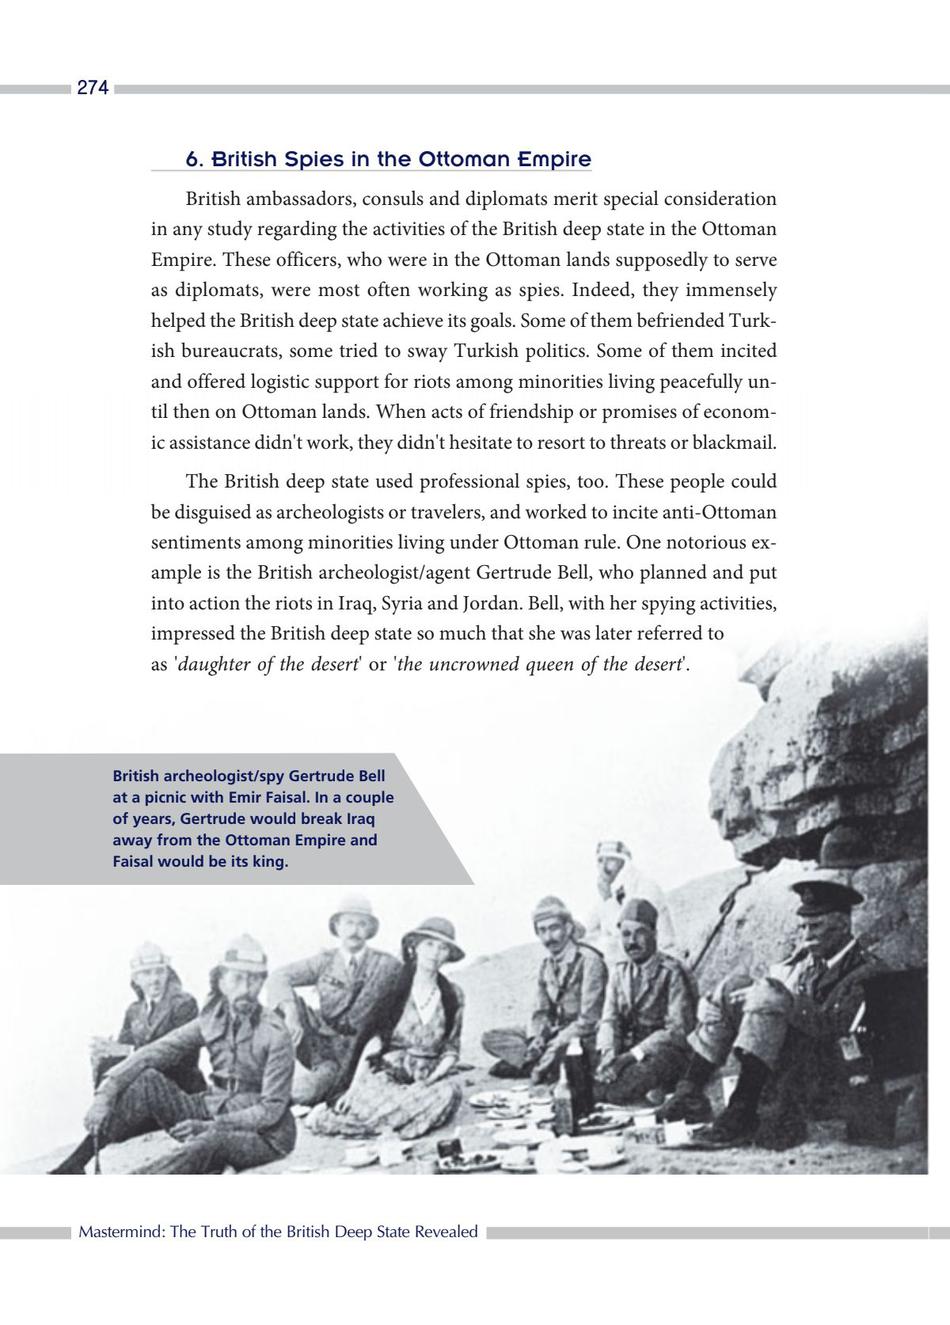 274
6. British Spies in the Ottoman Empire
British ambassadors, consuls and diplomats merit special consideration
in any study regarding the activities of the British deep state in the Ottoman
Empire. These officers, who were in the Ottoman lands supposedly to serve
as diplomats, were most often working as spies. Indeed, they immensely
helped the British deep state achieve its goals. Some of them befriended Turk-
ish bureaucrats, some tried to sway Turkish politics. Some of them incited
and offered logistic support for riots among minorities living peacefully un-
til then on Ottoman lands. When acts of friendship or promises of econom-
ic assistance didn't work, they didn't hesitate to resort to threats or blackmail.
The British deep state used professional spies, too. These people could
be disguised as archeologists or travelers, and worked to incite anti-Ottoman
sentiments among minorities living under Ottoman rule. One notorious ex-
ample is the British archeologist/agent Gertrude Bell, who planned and put
into action the riots in Iraq, Syria and Jordan. Bell, with her spying activities,
impressed the British deep state so much that she was later referred to
as 'daughter of the desert' or 'the uncrowned queen of the desert'.
British archeologist/spy Gertrude Bell
at a picnic with Emir Faisal. In a couple
of years, Gertrude would break Iraq
away from the Ottoman Empire and
Faisal would be its king.
Mastermind: The Truth of the British Deep State Revealed